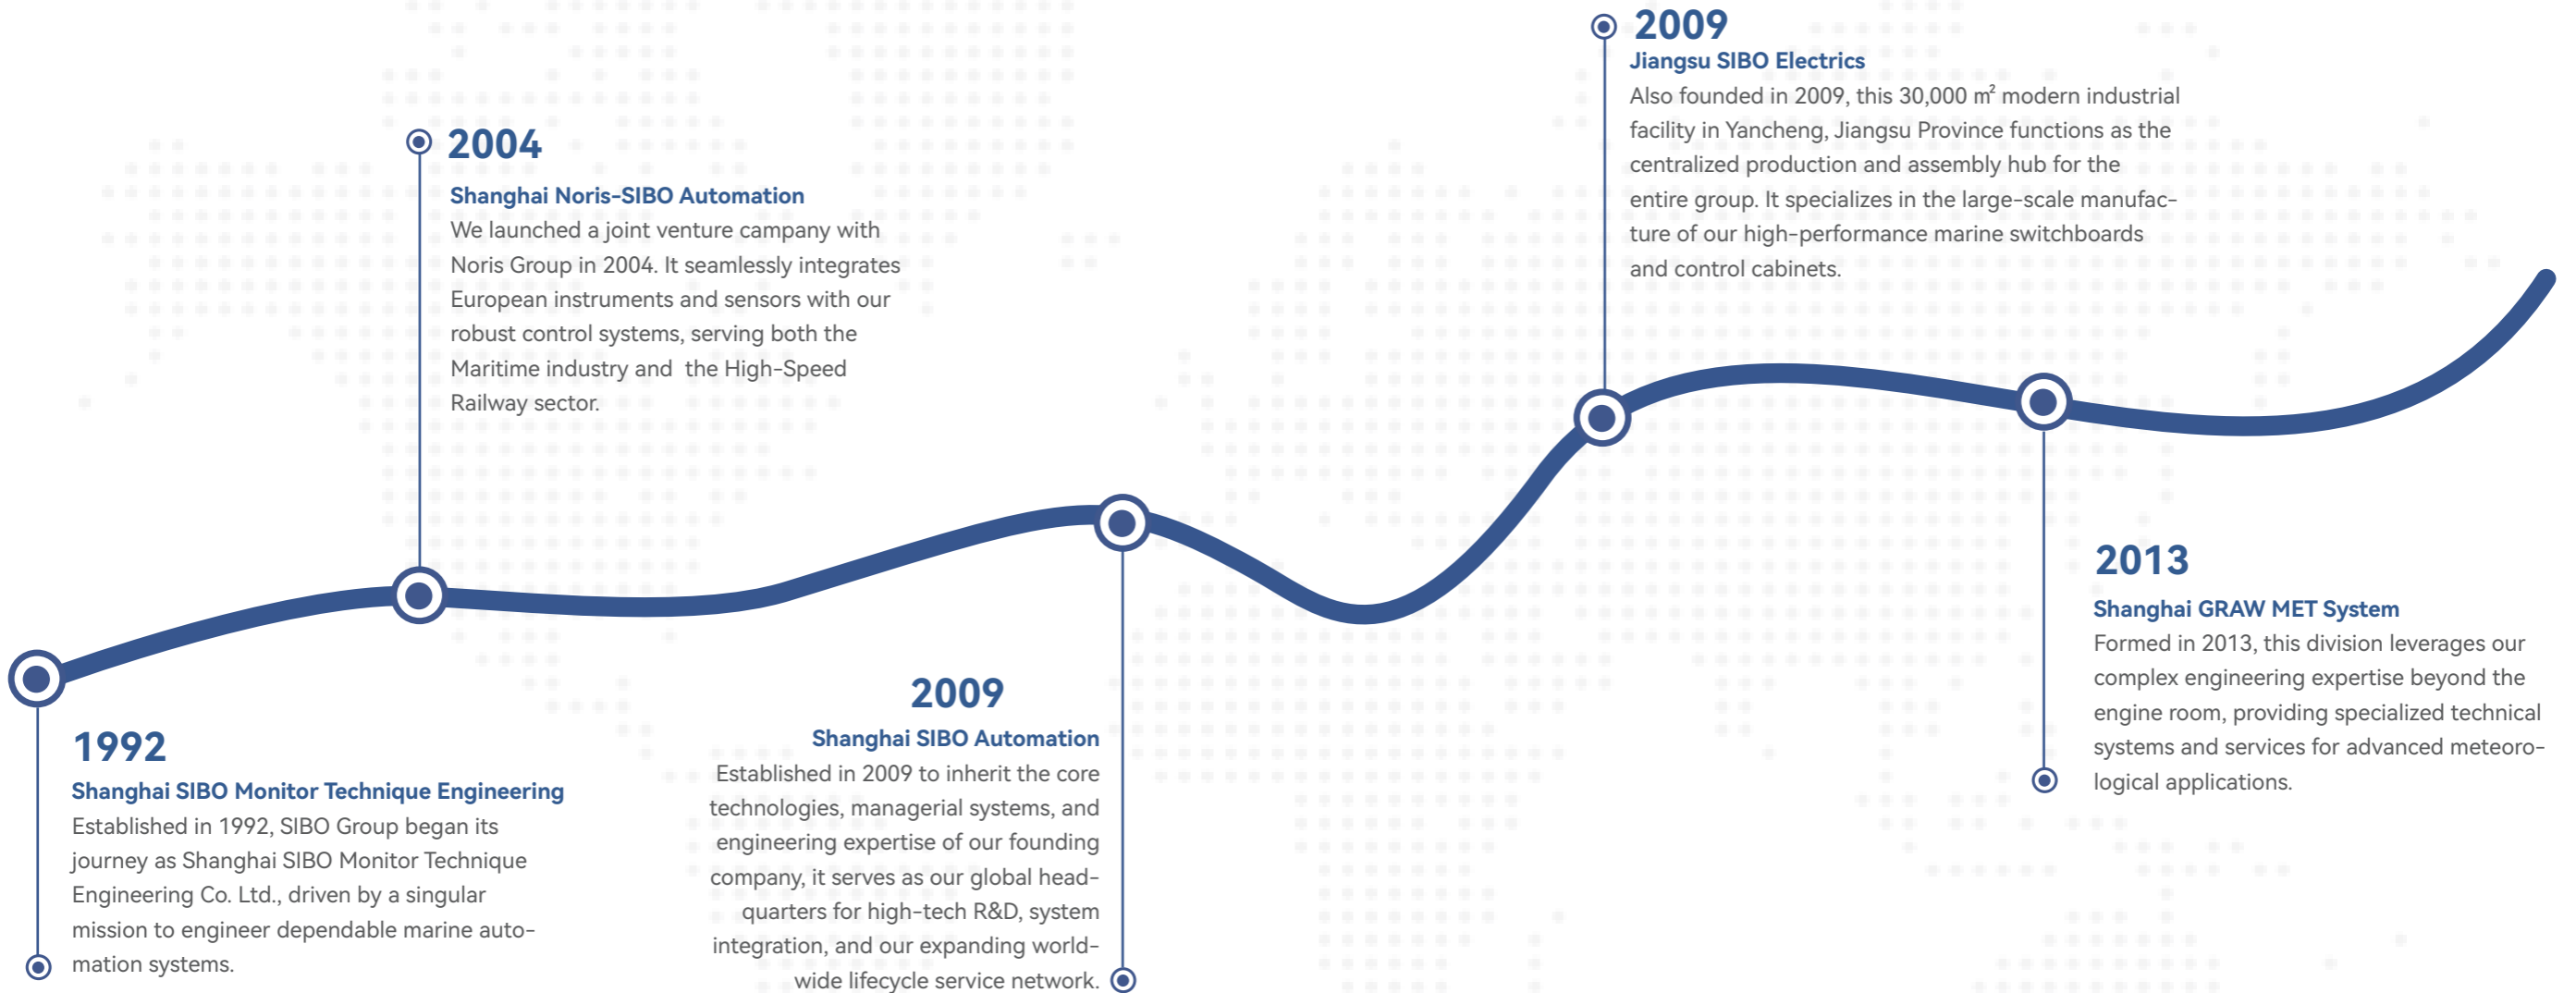 1992
Shanghai SIBO Monitor Technique Engineering
Established in 1992, SIBO Group began its
journey as Shanghai SIBO Monitor Technique
Engineering Co. Ltd., driven by a singular
mission to engineer dependable marine auto-
mation systems.
2004
Shanghai Noris-SIBO Automation
We launched a joint venture campany with
Noris Group in 2004. It seamlessly integrates
European instruments and sensors with our
robust control systems, serving both the
Maritime industry and  the High-Speed
Railway sector.
2009
Shanghai SIBO Automation
Established in 2009 to inherit the core
technologies, managerial systems, and
engineering expertise of our founding
company, it serves as our global head-
quarters for high-tech R&D, system
integration, and our expanding world-
wide lifecycle service network.
2009
Jiangsu SIBO Electrics
Also founded in 2009, this 30,000 m² modern industrial
facility in Yancheng, Jiangsu Province functions as the
centralized production and assembly hub for the
entire group. It specializes in the large-scale manufac-
ture of our high-performance marine switchboards
and control cabinets.
2013
Shanghai GRAW MET System
Formed in 2013, this division leverages our
complex engineering expertise beyond the
engine room, providing specialized technical
systems and services for advanced meteoro-
logical applications.